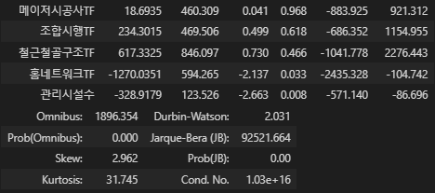 메이저시공사TF 18.6935 460.309 0.041 0.968 -883.925 921.312
조합시행TF 234.3015 469.506 0.499 0.618 -686.352 1154.955
철근철골구조TF 617.3325 846.097 0.730 0.466 -1041.778 2276.443
홈네트워크TF -1270.0351 594.265 -2.137 0.033 -2435.328 -104.742
관리시설수 -328.9179 123.526 -2.663 0.008 -571.140 -86.696
Omnibus: 1896.354 Durbin-Watson: 2.031
Prob(Omnibus): 0.000 Jarque-Bera (JB): 92521.664
Skew: 2.962 Prob(JB): 0.00
Kurtosis: 31.745 Cond. No. 1.03e+16